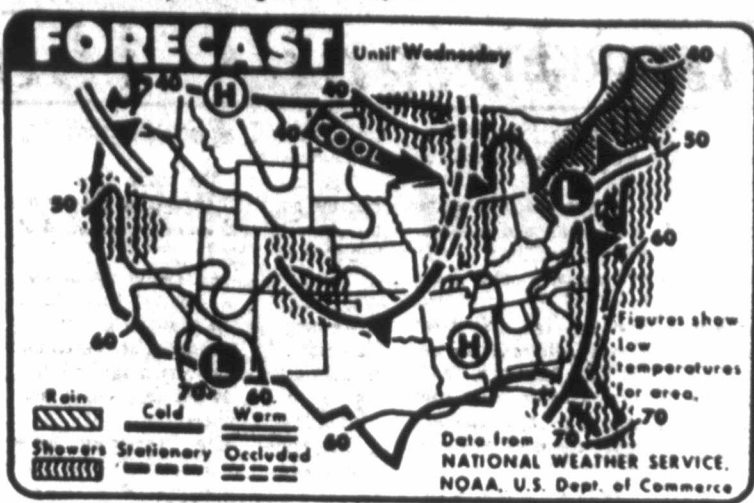 FORECAST
Until Wednesday
40
H
40
40
40
COOL
50
L
50
60
60
L
H
Figures show
low
temperatures
for area.
70
60
60
70
70
Rain
Cold
Warm
Showers
Stationary
Occluded
Data from
NATIONAL WEATHER SERVICE,
NOAA, U.S. Dept. of Commerce